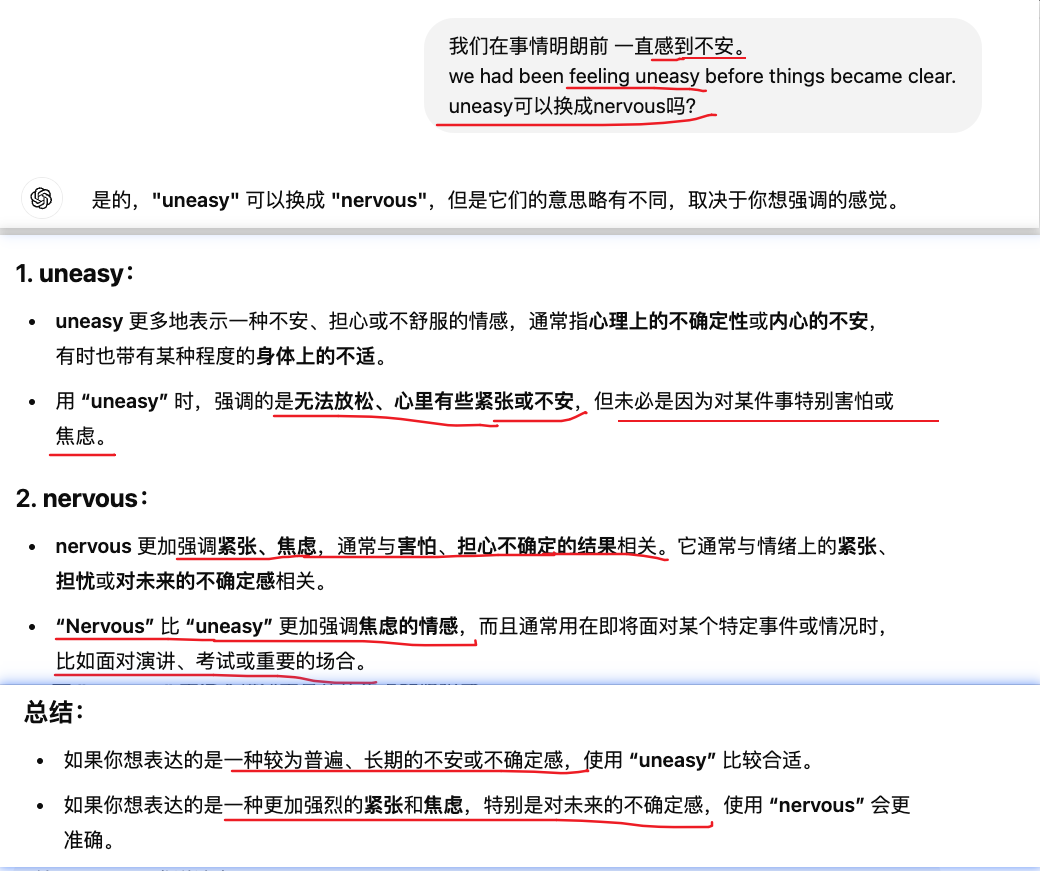 我们在事情明朗前 一直感到不安。
we had been feeling uneasy before things became clear.
uneasy可以换成nervous吗?
是的，"uneasy" 可以换成 "nervous"，但是它们的意思略有不同，取决于你想强调的感觉。
1. uneasy：
• uneasy 更多地表示一种不安、担心或不舒服的情感，通常指心理上的不确定性或内心的不安，
有时也带有某种程度的身体上的不适。
• 用 “uneasy” 时，强调的是无法放松、心里有些紧张或不安，但未必是因为对某件事特别害怕或
焦虑。
2. nervous：
• nervous 更加强调紧张、焦虑，通常与害怕、担心不确定的结果相关。它通常与情绪上的紧张、
担忧或对未来的不确定感相关。
• “Nervous” 比 “uneasy” 更加强调焦虑的情感，而且通常用在即将面对某个特定事件或情况时，
比如面对演讲、考试或重要的场合。
总结：
• 如果你想表达的是一种较为普遍、长期的不安或不确定感，使用 “uneasy” 比较合适。
• 如果你想表达的是一种更加强烈的紧张和焦虑，特别是对未来的不确定感，使用 “nervous” 会更
准确。